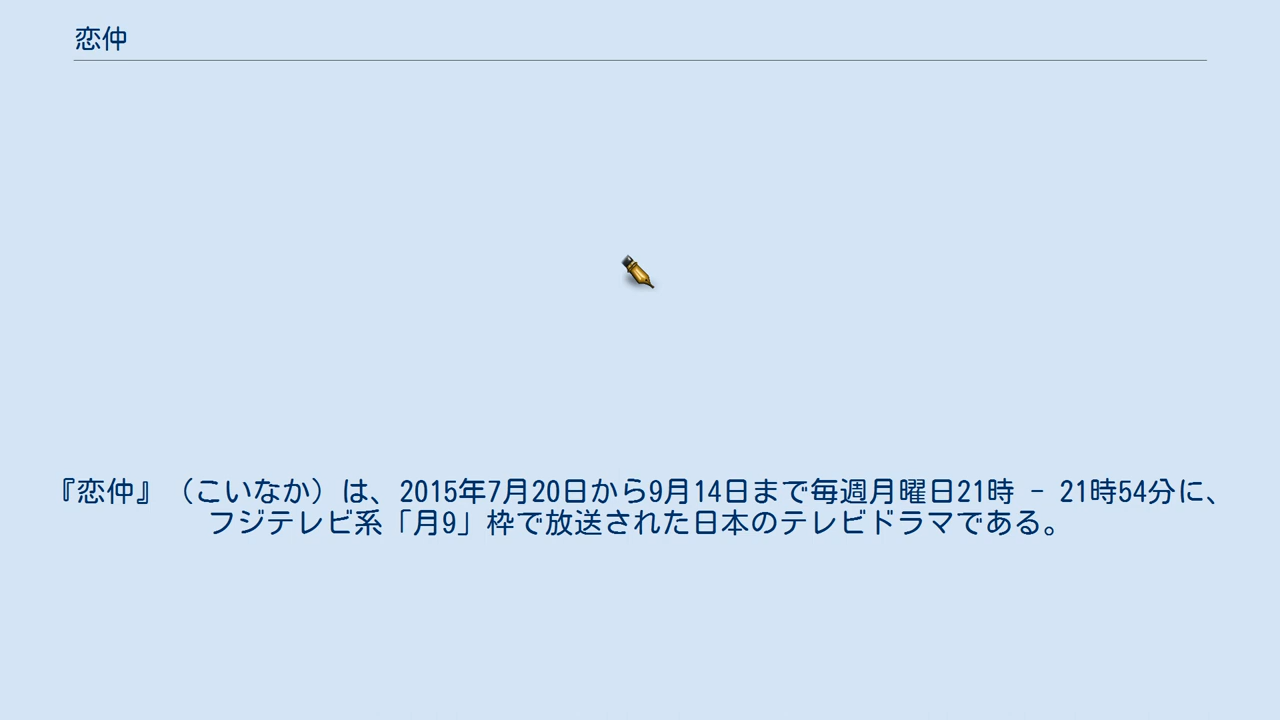 恋仲
『恋仲』（こいなか）は、2015年7月20日から9月14日まで毎週月曜日21時 - 21時54分に、
フジテレビ系「月9」枠で放送された日本のテレビドラマである。